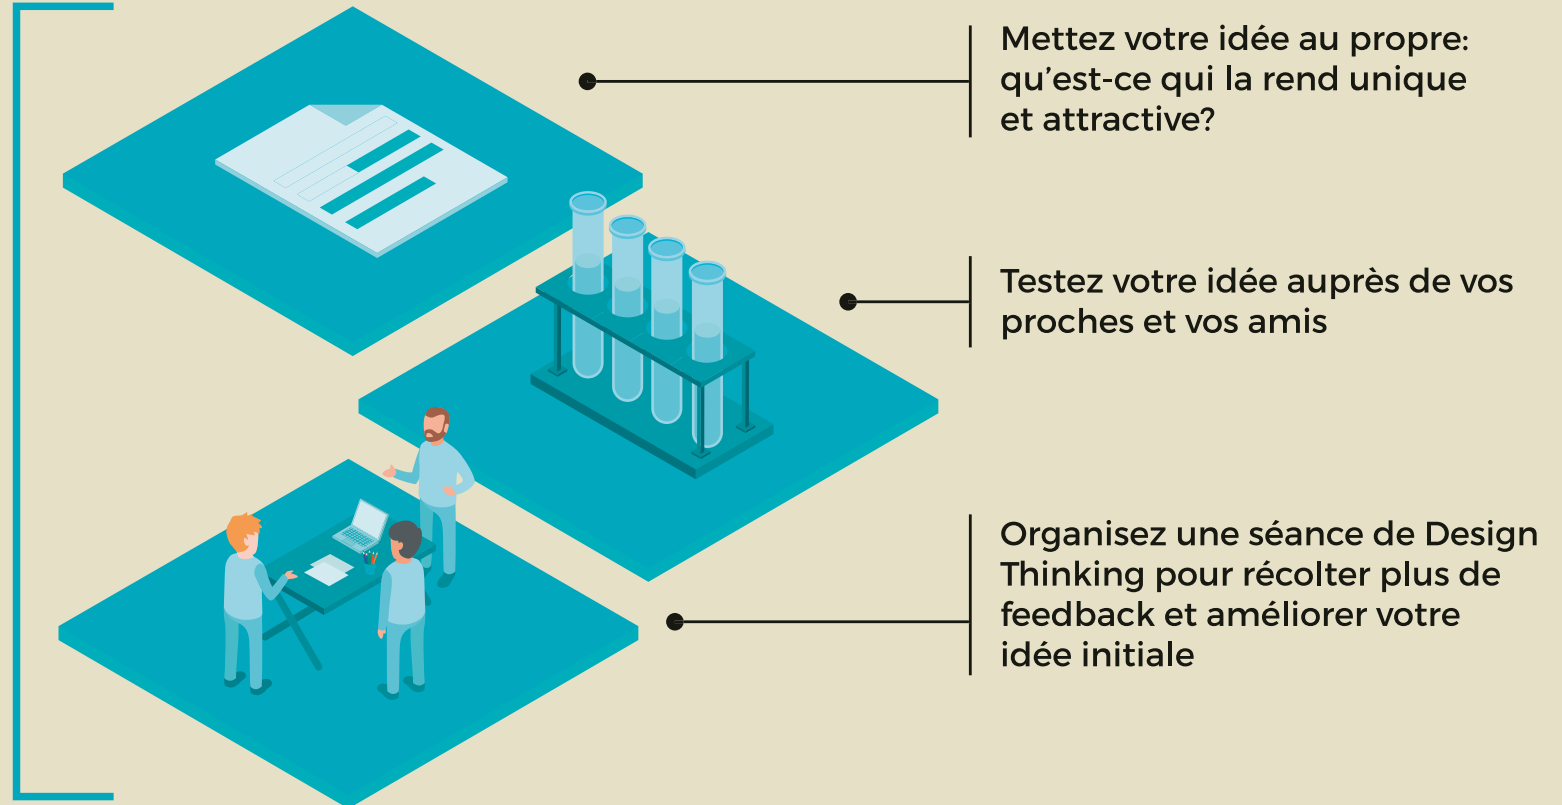 Mettez votre idée au propre:
qu’est-ce qui la rend unique
et attractive?
Testez votre idée auprès de vos
proches et vos amis
Organisez une séance de Design
Thinking pour récolter plus de
feedback et améliorer votre
idée initiale